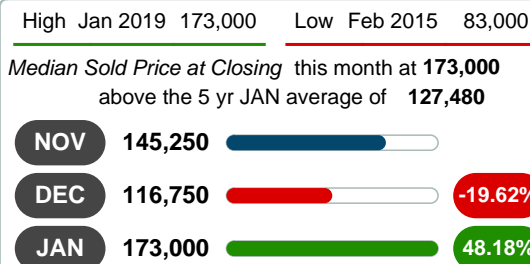 High Jan 2019 173,000 Low Feb 2015 83,000
Median Sold Price at Closing this month at 173,000
above the 5 yr JAN average of 127,480
NOV 145,250
DEC 116,750 -19.62%
JAN 173,000 48.18%